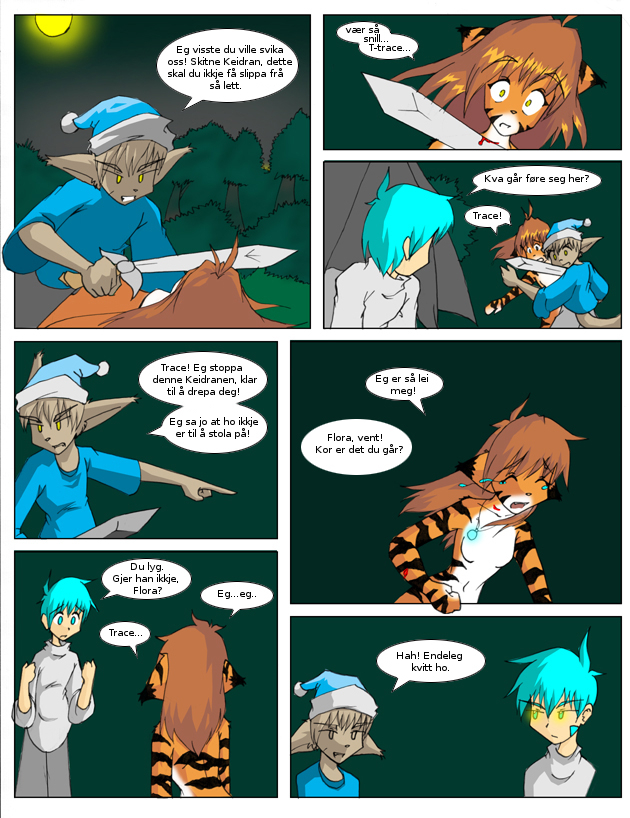 Eg visste du ville svika
oss! Skitne Keidran, dette
skal du ikkje få slippa frå
så lett.
vær så
snill...
T-trace...
Kva går føre seg her?
Trace!
Trace! Eg stoppa
denne Keidranen, klar
til å drepa deg!
Eg sa jo at ho ikkje
er til å stola på!
Eg er så lei
meg!
Flora, vent!
Kor er det du går?
Du lyg.
Gjer han ikkje,
Flora?
Eg...eg..
Trace...
Hah! Endeleg
kvitt ho.